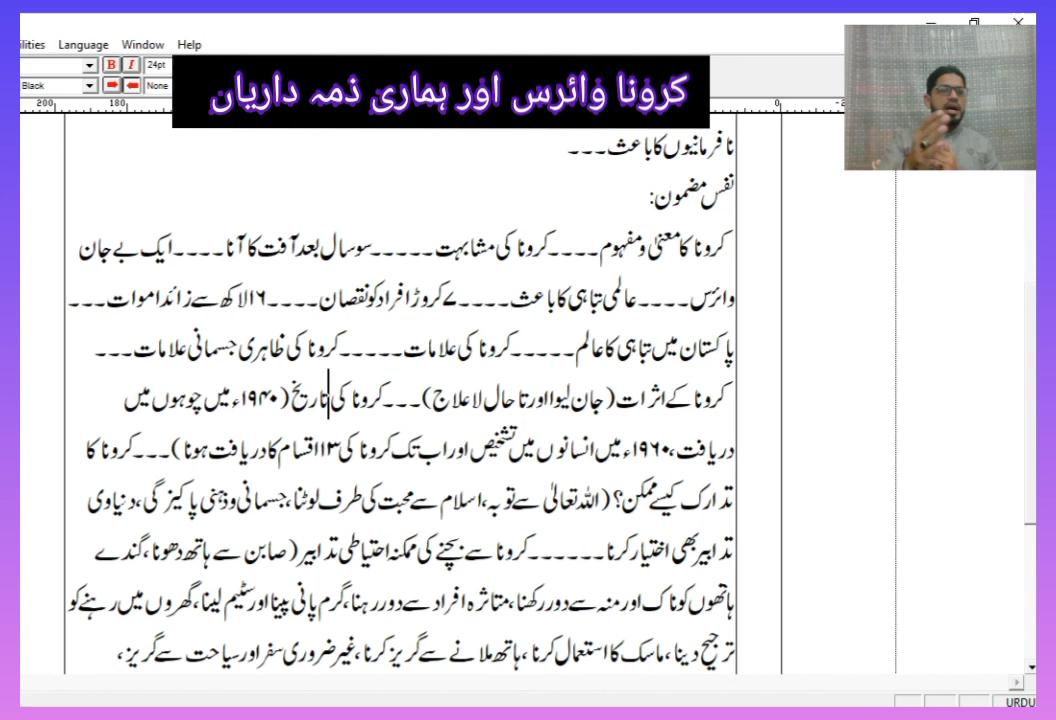 ilities Language Window Help
B I 24pt
Black None
200 180 0
کرونا وائرس اور ہماری ذمہ داریاں
نا فرمانیوں کا باعث۔۔۔
نفس مضمون:
کرونا کا معنیٰ و مفہوم۔۔۔۔کرونا کی مشابہت۔۔۔۔۔سو سال بعد آفت کا آنا۔۔۔۔ایک بے جان
وائرس۔۔۔۔عالمی تباہی کا باعث۔۔۔۔۷ کروڑ افراد کو نقصان۔۔۔۔۱۶ لاکھ سے زائد اموات۔۔۔
پاکستان میں تباہی کا عالم۔۔۔۔۔کرونا کی علامات۔۔۔۔۔کرونا کی ظاہری جسمانی علامات۔۔۔
کرونا کے اثرات (جان لیوا اور تا حال لا علاج)۔۔۔کرونا کی تاریخ (۱۹۴۰ء میں چوہوں میں
دریافت،۱۹۶۰ء میں انسانوں میں تشخیص اور اب تک کرونا کی ۱۳ اقسام کا دریافت ہونا)۔۔۔کرونا کا
تدارک کیسے ممکن؟ (اللہ تعالیٰ سے توبہ،اسلام سے محبت کی طرف لوٹنا،جسمانی و ذہنی پاکیزگی،دنیاوی
تدابیر بھی اختیار کرنا۔۔۔۔۔۔کرونا سے بچنے کی ممکنہ احتیاطی تدابیر (صابن سے ہاتھ دھونا،گندے
ہاتھوں کو ناک اور منہ سے دور رکھنا،متاثرہ افراد سے دور رہنا،گرم پانی پینا اور سٹیم لینا،گھروں میں رہنے کو
ترجیح دینا،ماسک کا استعمال کرنا،ہاتھ ملانے سے گریز کرنا،غیر ضروری سفر اور سیاحت سے گریز،
URDU